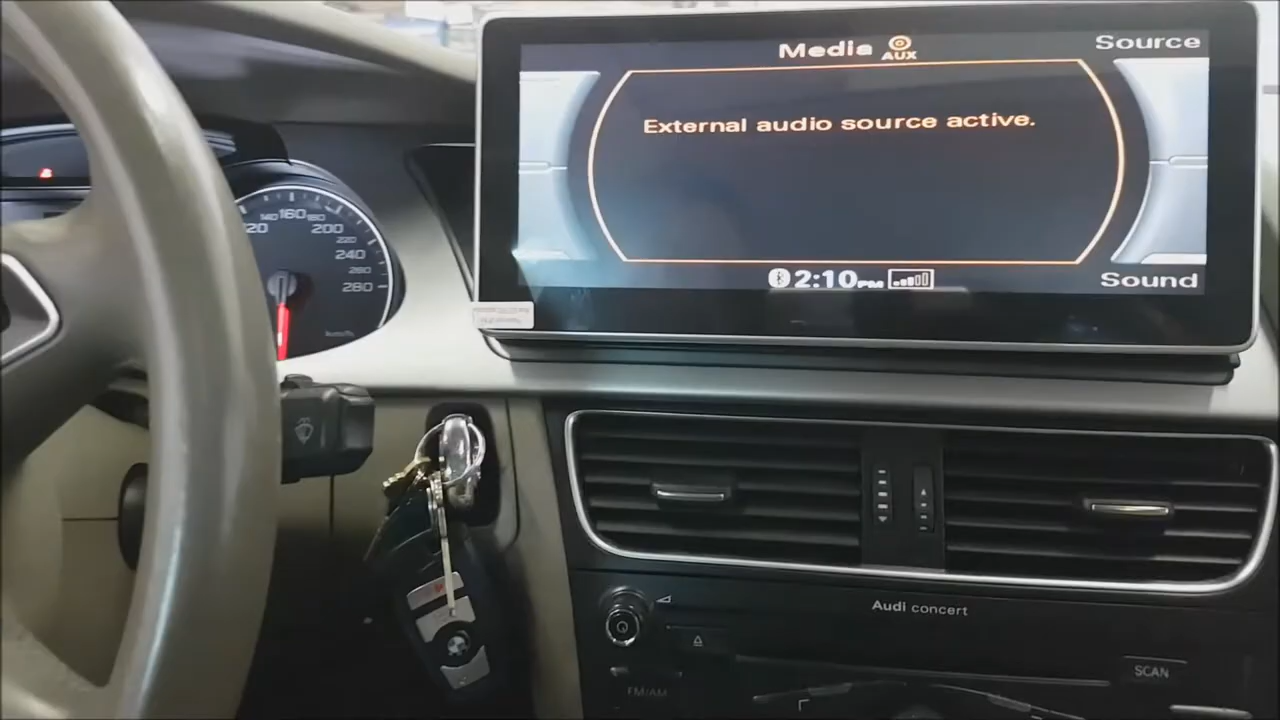 Media AUX
Source
External audio source active.
2:10PM
Sound
120 140 160 180
200
220
240
260
280
km/h
Audi concert
SCAN
FM/AM